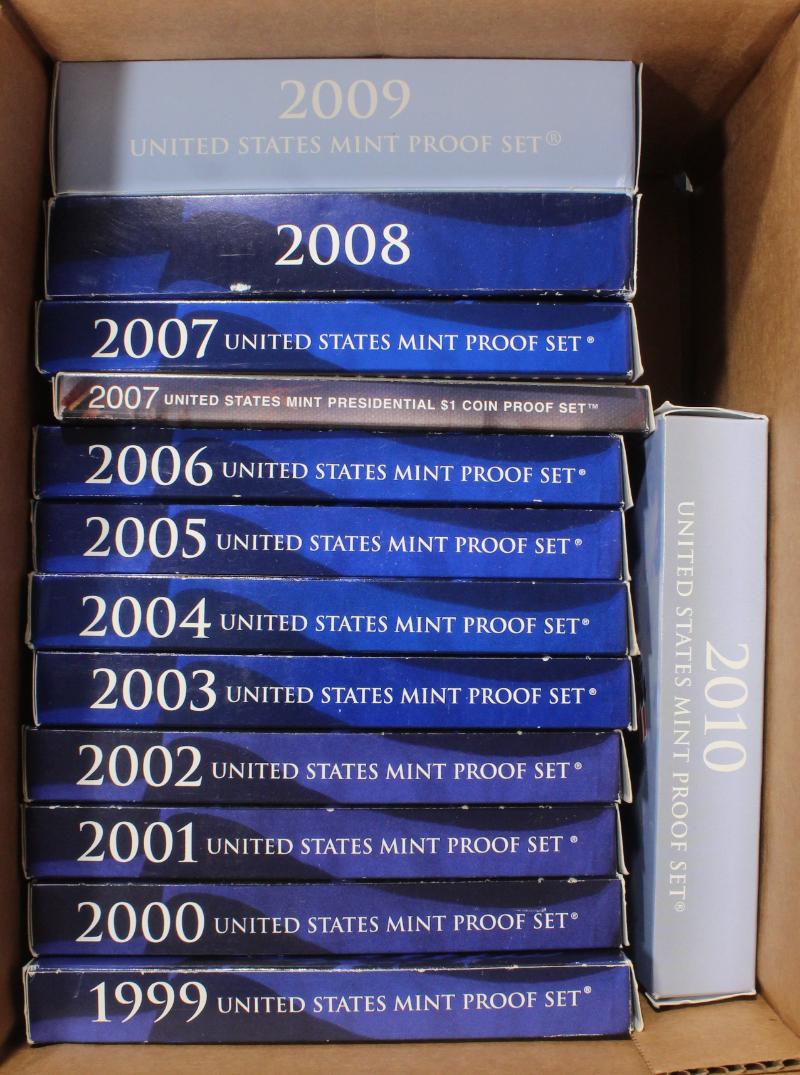 2009
UNITED STATES MINT PROOF SET®
2008
2007 UNITED STATES MINT PROOF SET®
2007 UNITED STATES MINT PRESIDENTIAL $1 COIN PROOF SET™
2006 UNITED STATES MINT PROOF SET®
2005 UNITED STATES MINT PROOF SET®
2004 UNITED STATES MINT PROOF SET®
2003 UNITED STATES MINT PROOF SET®
2002 UNITED STATES MINT PROOF SET®
2001 UNITED STATES MINT PROOF SET®
2000 UNITED STATES MINT PROOF SET®
1999 UNITED STATES MINT PROOF SET®
2010
UNITED STATES MINT PROOF SET®